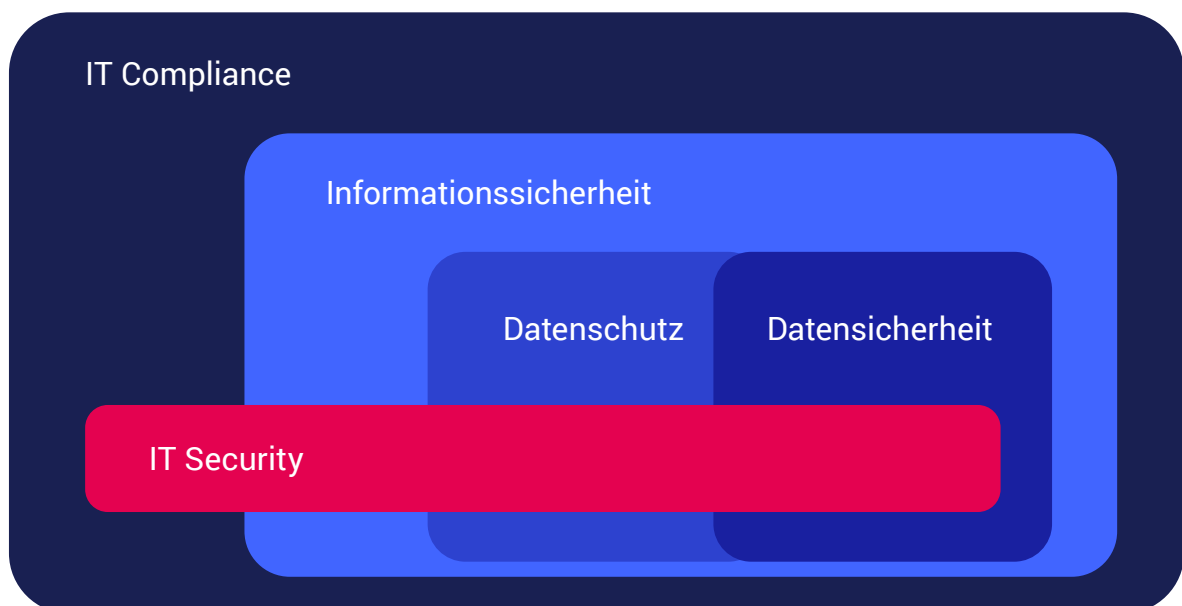 IT Compliance
Informationssicherheit
Datenschutz
Datensicherheit
IT Security